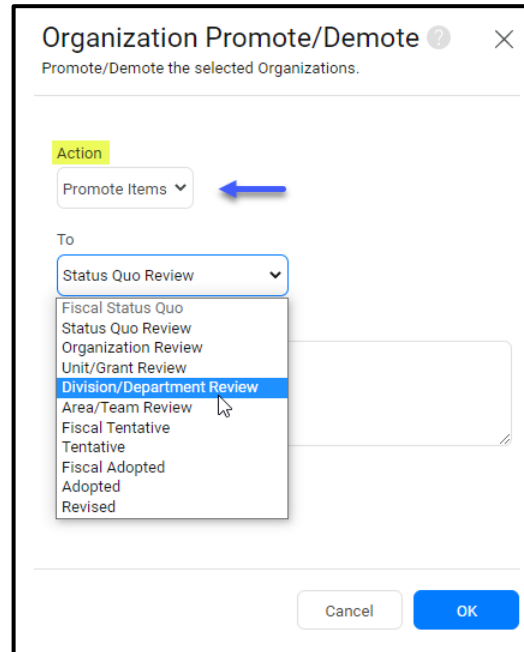 Organization Promote/Demote ?
Promote/Demote the selected Organizations.
Action
Promote Items
To
Status Quo Review
Fiscal Status Quo
Status Quo Review
Organization Review
Unit/Grant Review
Division/Department Review
Area/Team Review
Fiscal Tentative
Tentative
Fiscal Adopted
Adopted
Revised
Cancel
OK